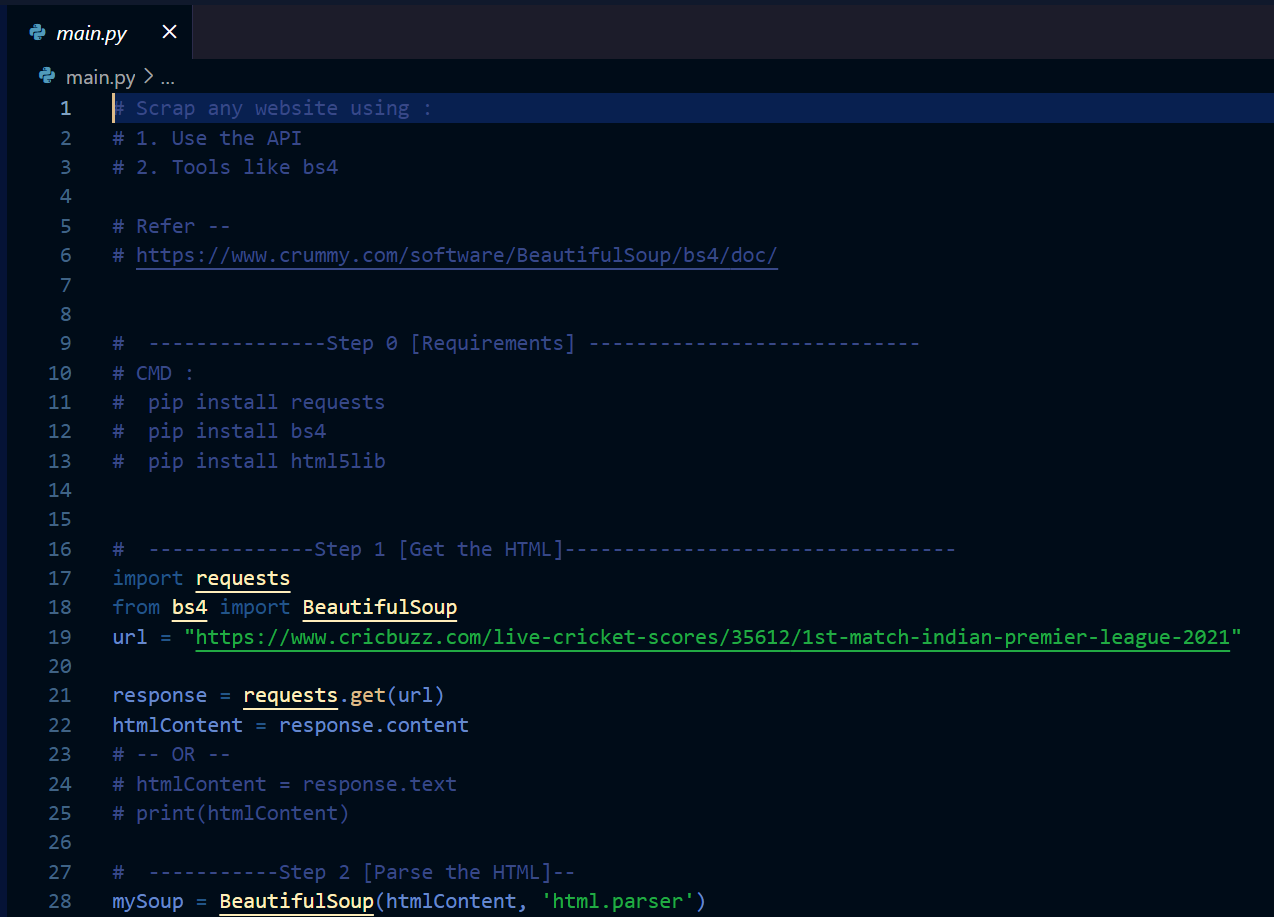 main.py
main.py > ...
1 # Scrap any website using :
2 # 1. Use the API
3 # 2. Tools like bs4
4
5 # Refer --
6 # https://www.crummy.com/software/BeautifulSoup/bs4/doc/
7
8
9 #  ---------------Step 0 [Requirements] ----------------------------
10 # CMD :
11 #  pip install requests
12 #  pip install bs4
13 #  pip install html5lib
14
15
16 #  --------------Step 1 [Get the HTML]---------------------------------
17 import requests
18 from bs4 import BeautifulSoup
19 url = "https://www.cricbuzz.com/live-cricket-scores/35612/1st-match-indian-premier-league-2021"
20
21 response = requests.get(url)
22 htmlContent = response.content
23 # -- OR --
24 # htmlContent = response.text
25 # print(htmlContent)
26
27 #  -----------Step 2 [Parse the HTML]--
28 mySoup = BeautifulSoup(htmlContent, 'html.parser')